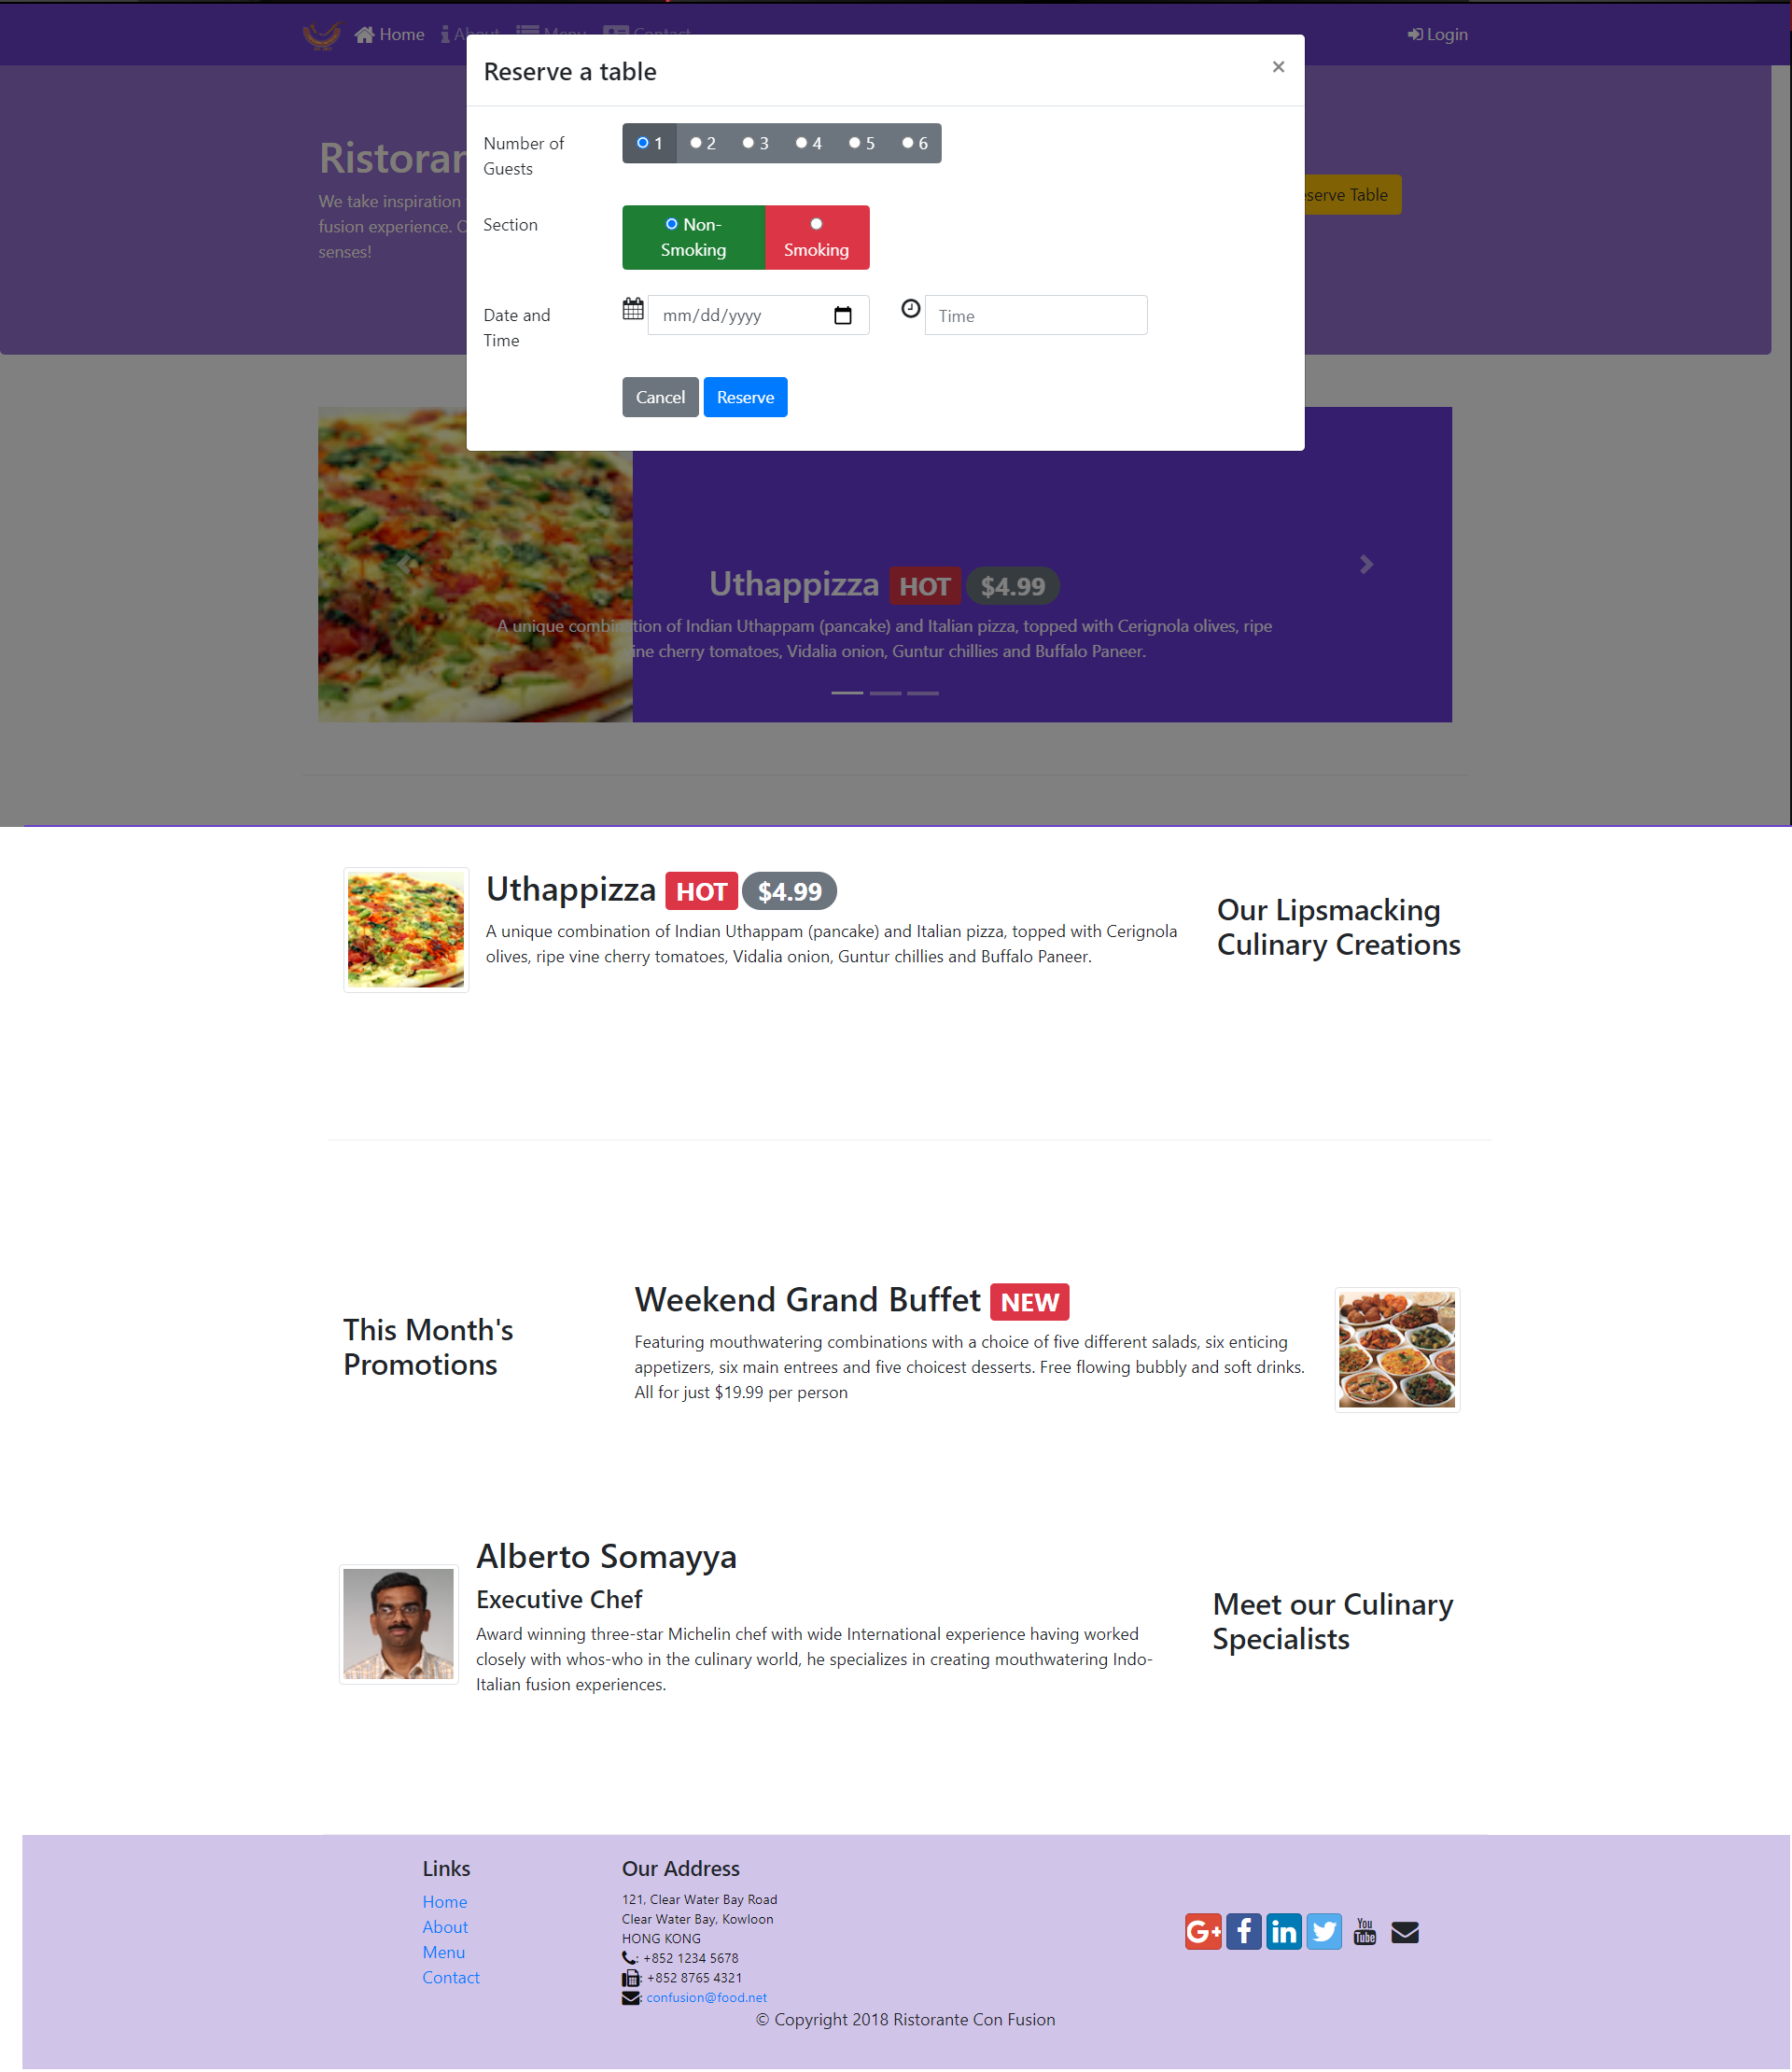 Home About Menu Contact Login
Reserve a table ×
Number of
Guests
1 2 3 4 5 6
Section
Non-
Smoking
Smoking
Date and
Time
mm/dd/yyyy
Time
Cancel Reserve
We take inspiration
fusion experience.
senses!
Table
Uthappizza HOT $4.99
A unique combination of Indian Uthappam (pancake) and Italian pizza, topped with Cerignola olives, ripe
cherry tomatoes, Vidalia onion, Guntur chillies and Buffalo Paneer.
Uthappizza HOT $4.99
A unique combination of Indian Uthappam (pancake) and Italian pizza, topped with Cerignola
olives, ripe vine cherry tomatoes, Vidalia onion, Guntur chillies and Buffalo Paneer.
Our Lipsmacking
Culinary Creations
This Month's
Promotions
Weekend Grand Buffet NEW
Featuring mouthwatering combinations with a choice of five different salads, six enticing
appetizers, six main entrees and five choicest desserts. Free flowing bubbly and soft drinks.
All for just $19.99 per person
Alberto Somayya
Executive Chef
Award winning three-star Michelin chef with wide International experience having worked
closely with whos-who in the culinary world, he specializes in creating mouthwatering Indo-
Italian fusion experiences.
Meet our Culinary
Specialists
Links
Home
About
Menu
Contact
Our Address
121, Clear Water Bay Road
Clear Water Bay, Kowloon
HONG KONG
: +852 1234 5678
: +852 8765 4321
: confusion@food.net
G+ f in You Tube
© Copyright 2018 Ristorante Con Fusion